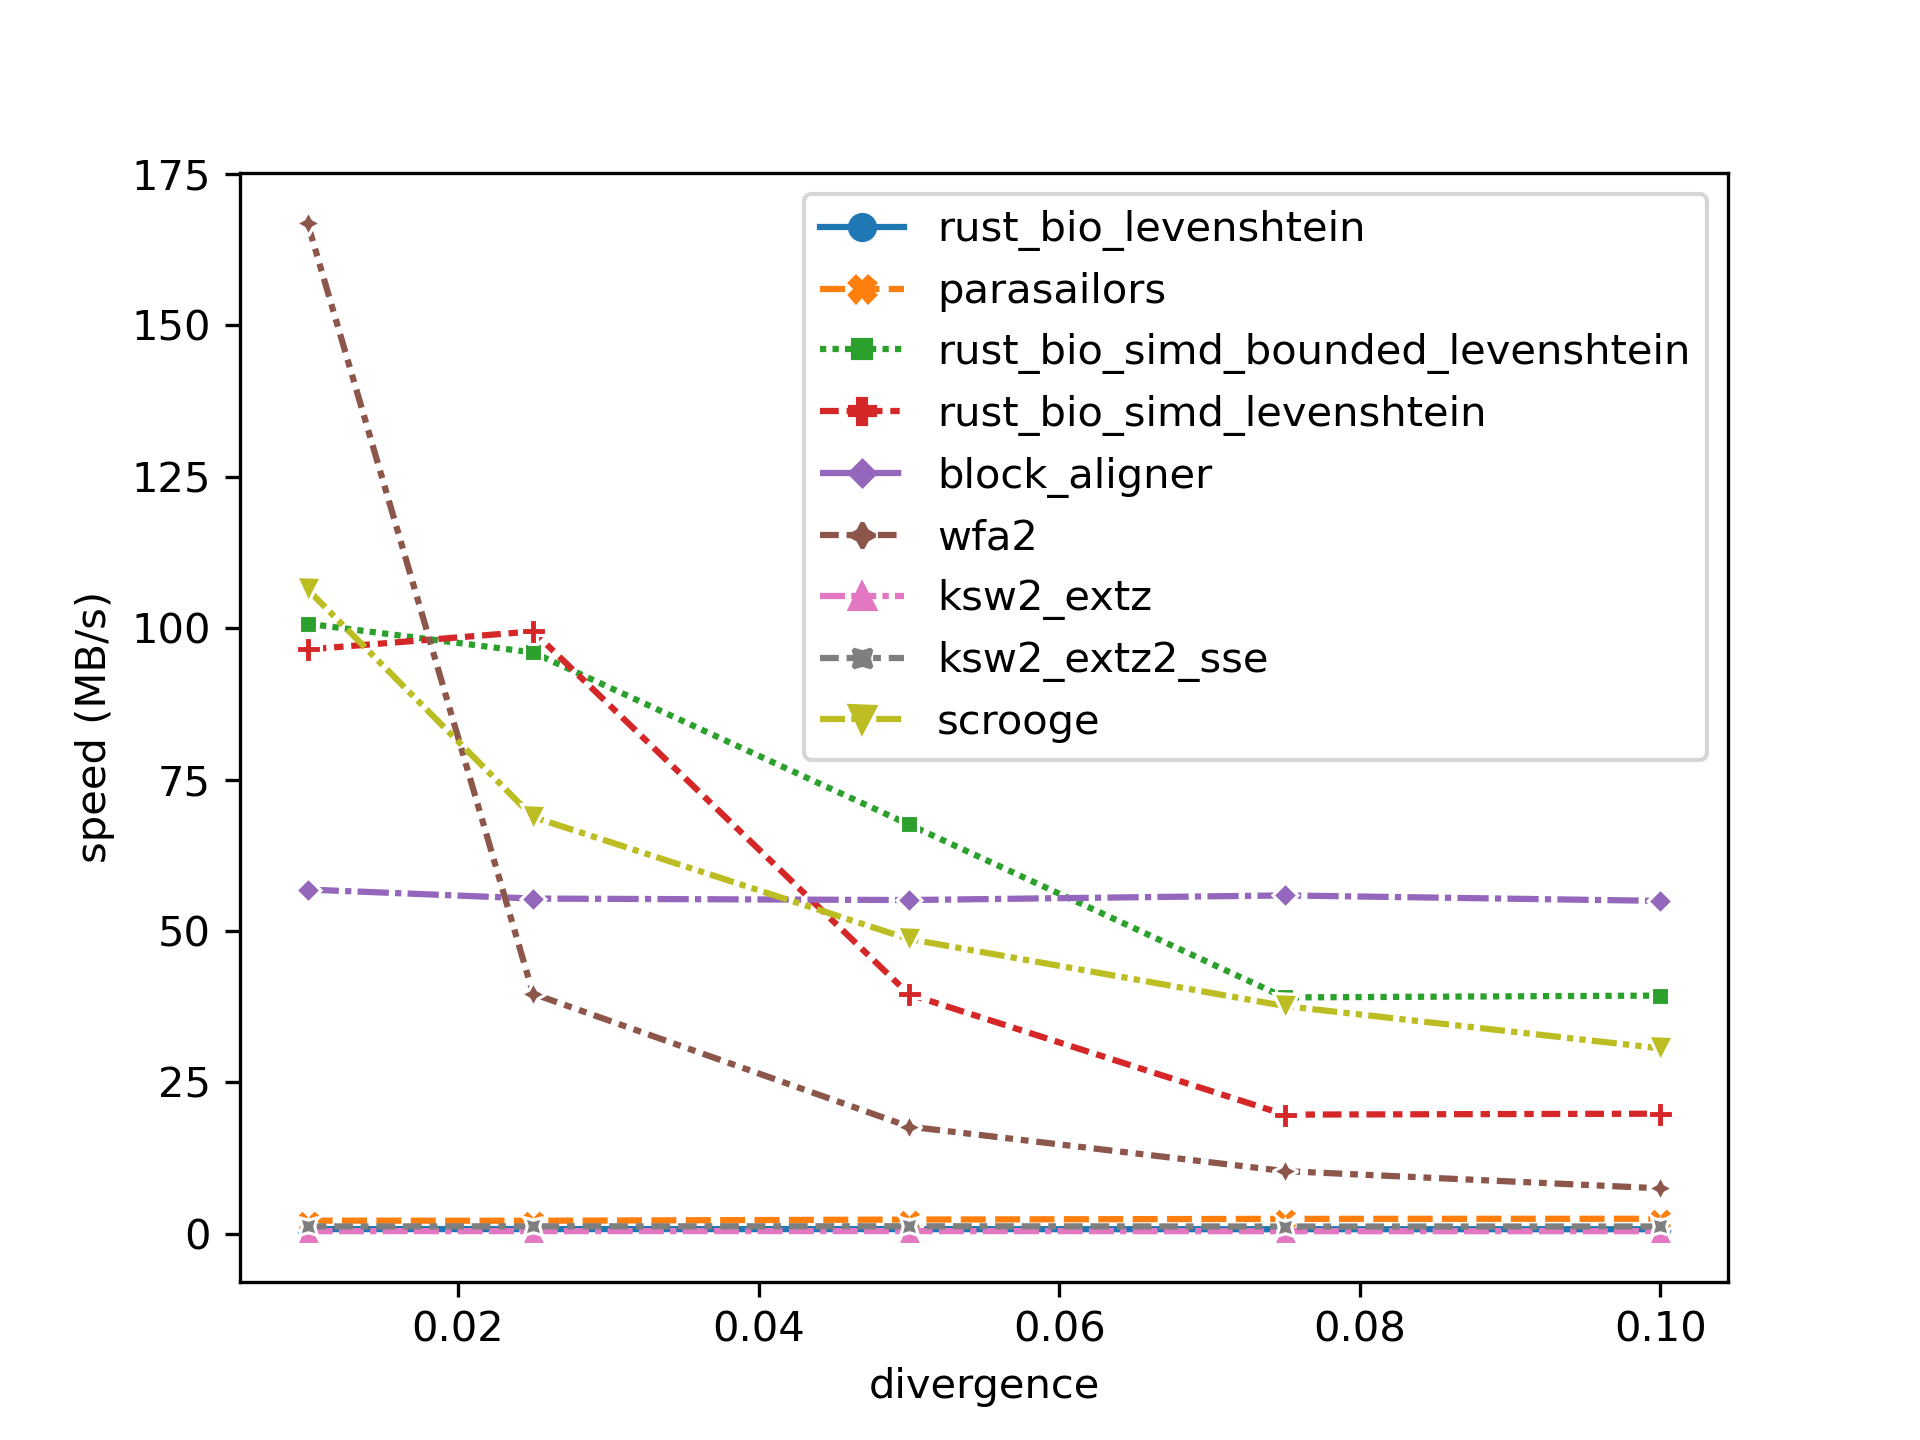 175
150
125
100
75
50
25
0
speed (MB/s)
rust_bio_levenshtein
parasailors
rust_bio_simd_bounded_levenshtein
rust_bio_simd_levenshtein
block_aligner
wfa2
ksw2_extz
ksw2_extz2_sse
scrooge
0.02 0.04 0.06 0.08 0.10
divergence